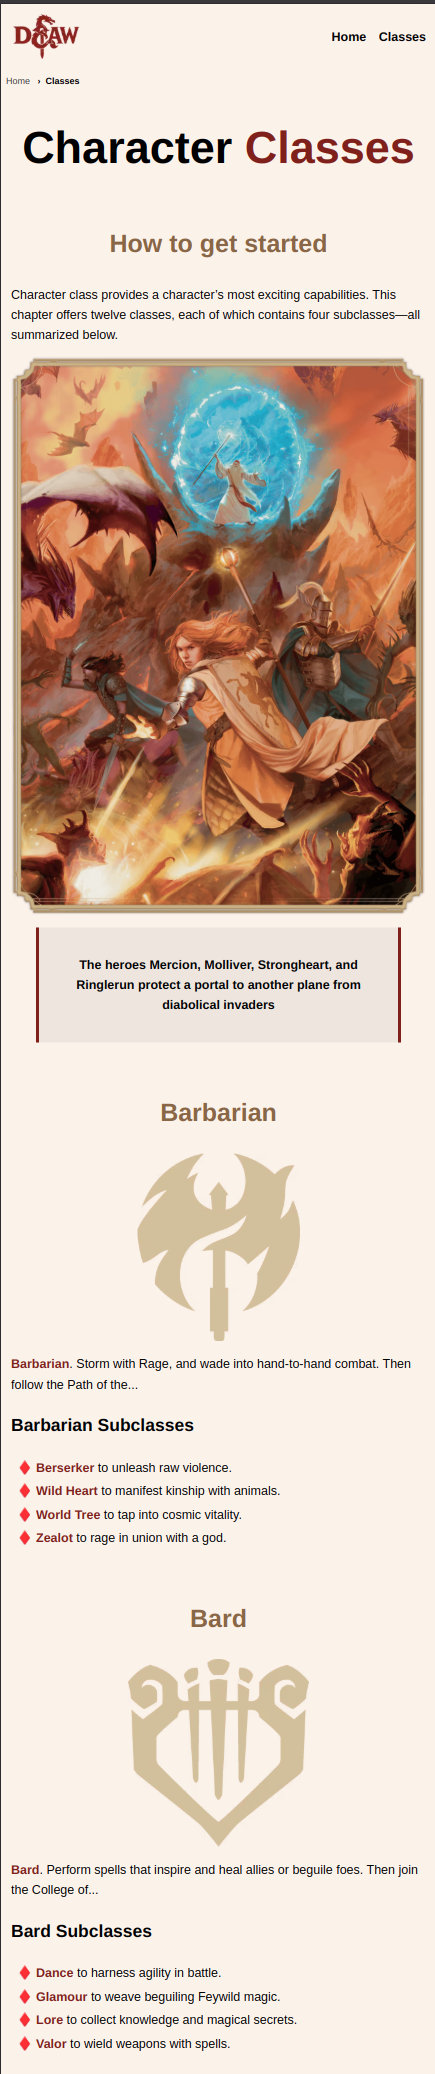 D&AW
Home Classes
Home › Classes
Character Classes
How to get started
Character class provides a character’s most exciting capabilities. This
chapter offers twelve classes, each of which contains four subclasses—all
summarized below.
The heroes Mercion, Molliver, Strongheart, and
Ringlerun protect a portal to another plane from
diabolical invaders
Barbarian
Barbarian. Storm with Rage, and wade into hand-to-hand combat. Then
follow the Path of the...
Barbarian Subclasses
Berserker to unleash raw violence.
Wild Heart to manifest kinship with animals.
World Tree to tap into cosmic vitality.
Zealot to rage in union with a god.
Bard
Bard. Perform spells that inspire and heal allies or beguile foes. Then join
the College of...
Bard Subclasses
Dance to harness agility in battle.
Glamour to weave beguiling Feywild magic.
Lore to collect knowledge and magical secrets.
Valor to wield weapons with spells.